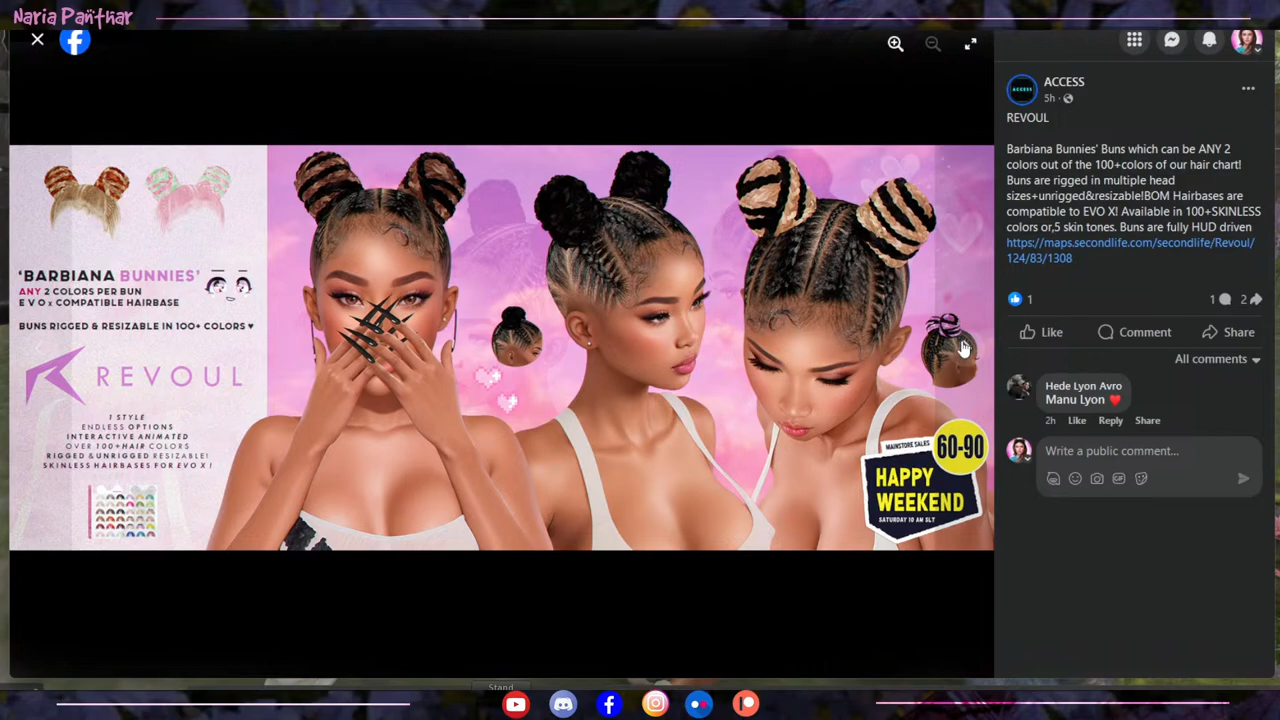 Naria Panthar
ACCESS
ACCESS
5h ·
REVOUL
Barbiana Bunnies' Buns which can be ANY 2
colors out of the 100+colors of our hair chart!
Buns are rigged in multiple head
sizes+unrigged&resizable!BOM Hairbases are
compatible to EVO X! Available in 100+SKINLESS
colors or,5 skin tones. Buns are fully HUD driven
https://maps.secondlife.com/secondlife/Revoul/
124/83/1308
1
1
2
Like
Comment
Share
All comments
Hede Lyon Avro
Manu Lyon ❤️
2h Like Reply Share
Write a public comment…
GIF
'BARBIANA BUNNIES'
ANY 2 COLORS PER BUN
E V O x COMPATIBLE HAIRBASE
BUNS RIGGED & RESIZABLE IN 100+ COLORS ♥
REVOUL
1 STYLE
ENDLESS OPTIONS
INTERACTIVE ANIMATED
OVER 100+HAIR COLORS
RIGGED &UNRIGGED RESIZABLE!
SKINLESS HAIRBASES FOR EVO X !
MAINSTORE SALES
60-90
HAPPY
WEEKEND
SATURDAY 10 AM SLT
Stand